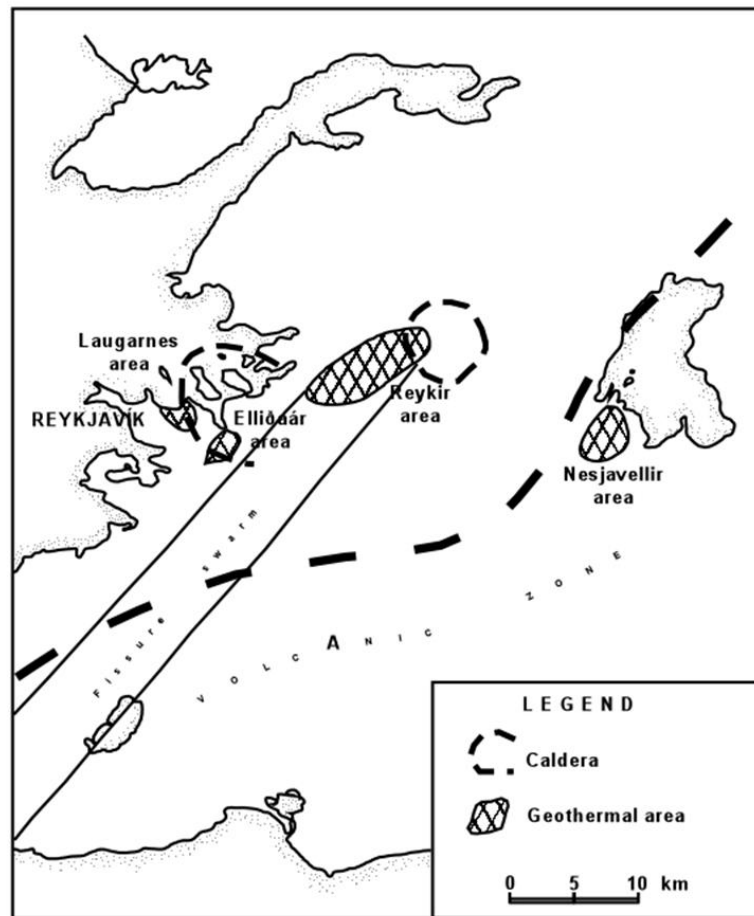 Laugarnes
area
REYKJAVÍK
Elliðaár
area
Reykir
area
Nesjavellir
area
Fissure swarm
VOLCANIC ZONE
LEGEND
Caldera
Geothermal area
0 5 10 km